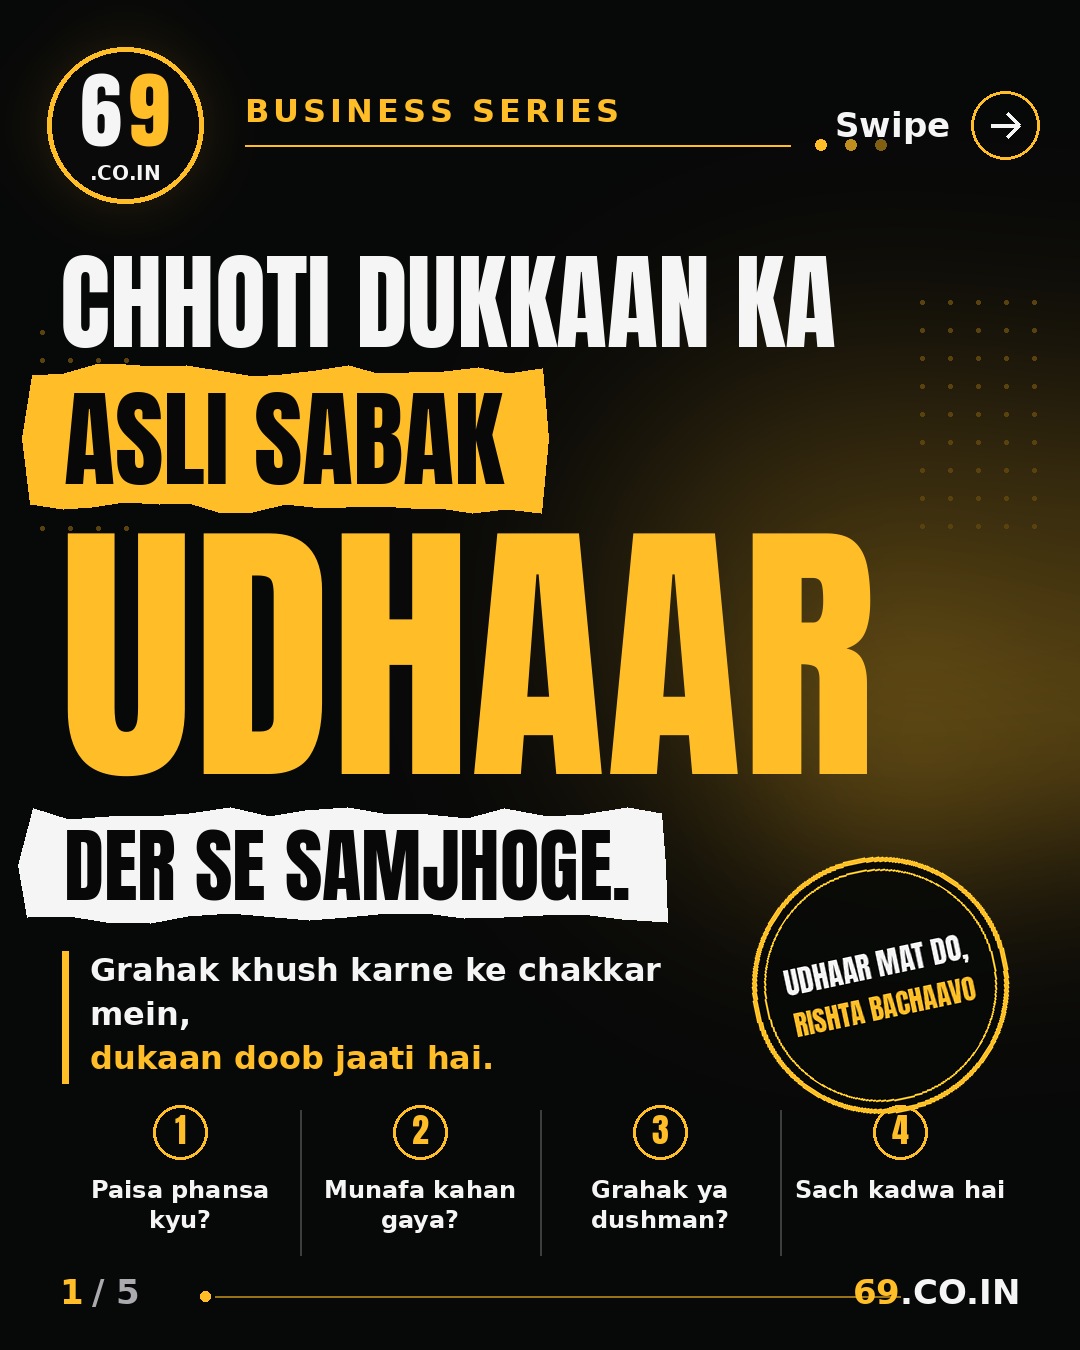 69
.CO.IN
BUSINESS SERIES
Swipe
CHHOTI DUKKAAN KA
ASLI SABAK
UDHAAR
DER SE SAMJHOGE.
Grahak khush karne ke chakkar
mein,
dukaan doob jaati hai.
UDHAAR MAT DO,
RISHTA BACHAAVO
1
Paisa phansa
kyu?
2
Munafa kahan
gaya?
3
Grahak ya
dushman?
4
Sach kadwa hai
1 / 5
69.CO.IN